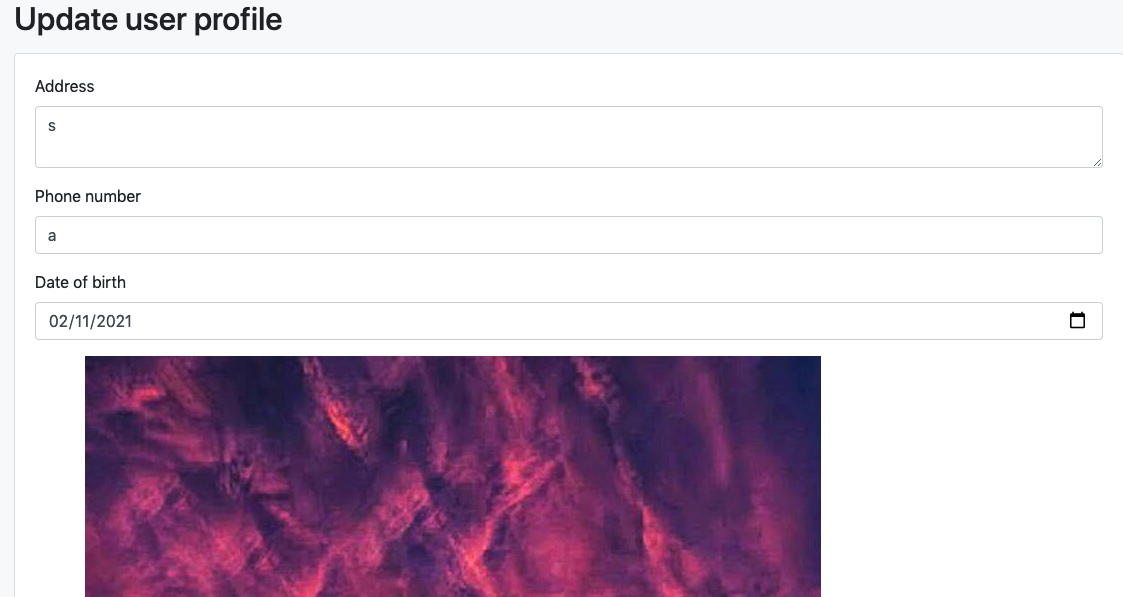 Update user profile
Address
s
Phone number
a
Date of birth
02/11/2021